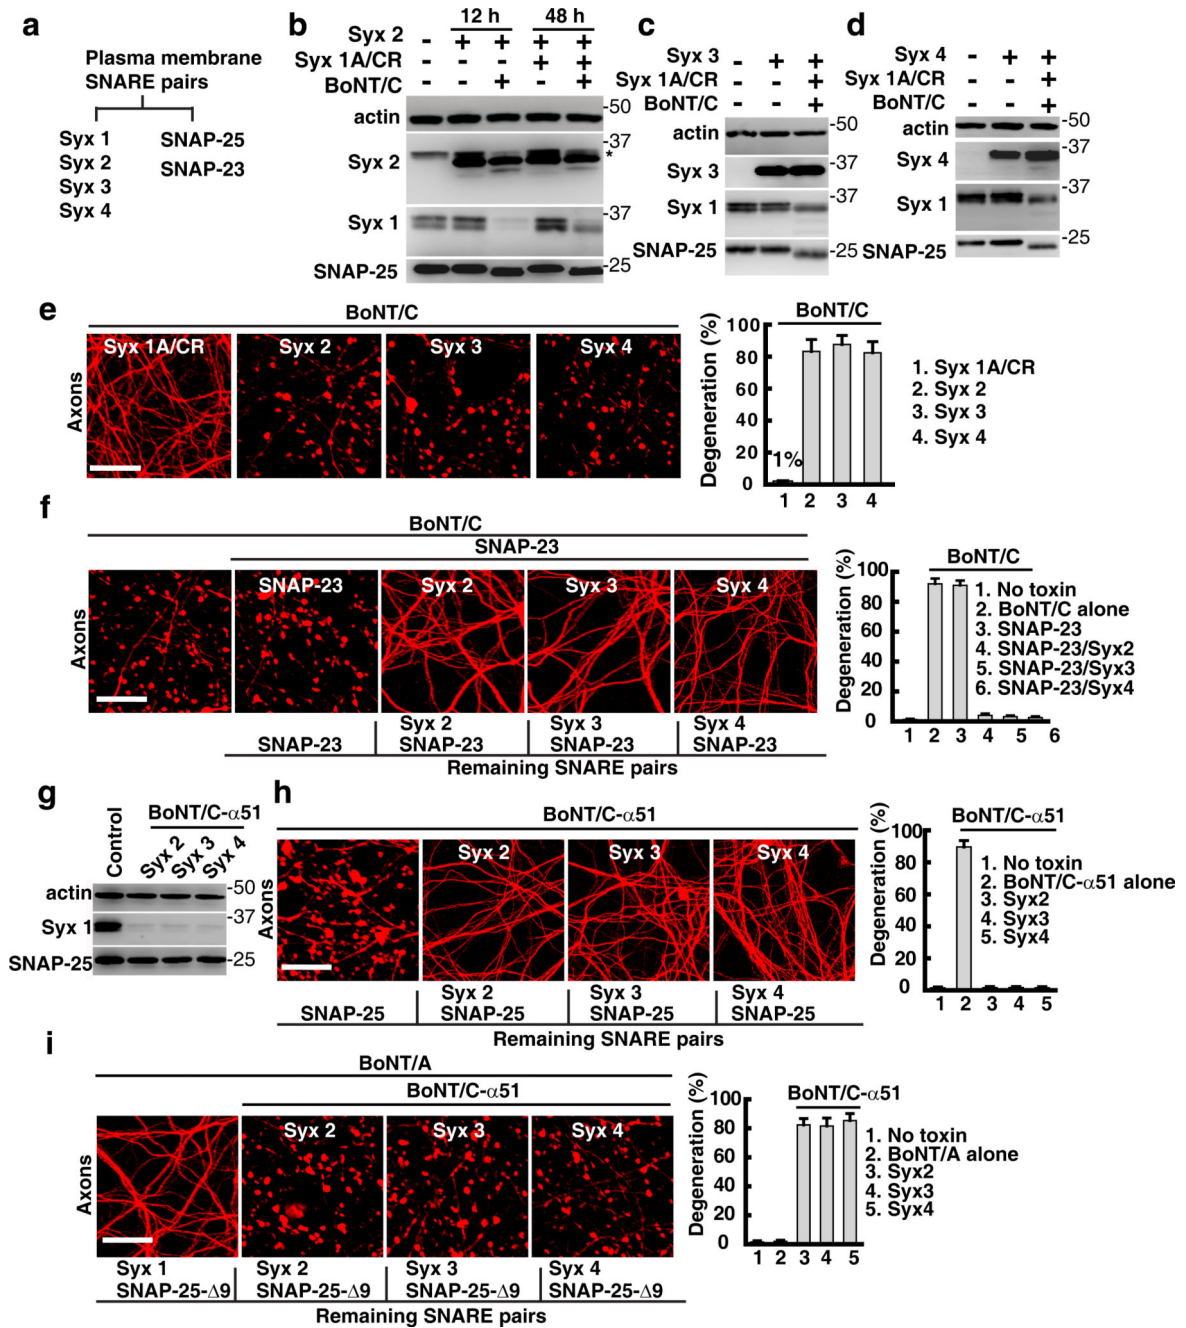 a
Plasma membrane
SNARE pairs
Syx 1
Syx 2
Syx 3
Syx 4
SNAP-25
SNAP-23
b
12 h 48 h
Syx 2 - + + + +
Syx 1A/CR - - - + +
BoNT/C - - + - +
actin -50
-37
Syx 2 *
-37
Syx 1
SNAP-25 -25
c
Syx 3 - + +
Syx 1A/CR - - +
BoNT/C - - +
actin -50
Syx 3 -37
Syx 1 -37
SNAP-25 -25
d
Syx 4 - + +
Syx 1A/CR - - +
BoNT/C - - +
actin -50
Syx 4
-37
Syx 1
SNAP-25 -25
e
BoNT/C
Axons
Syx 1A/CR Syx 2 Syx 3 Syx 4
Degeneration (%)
100
80
60
40
20
0
BoNT/C
1%
1 2 3 4
1. Syx 1A/CR
2. Syx 2
3. Syx 3
4. Syx 4
f
BoNT/C
SNAP-23
Axons
SNAP-23 Syx 2 Syx 3 Syx 4
SNAP-23
Syx 2
SNAP-23
Syx 3
SNAP-23
Syx 4
SNAP-23
Remaining SNARE pairs
Degeneration (%)
100
80
60
40
20
0
BoNT/C
1 2 3 4 5 6
1. No toxin
2. BoNT/C alone
3. SNAP-23
4. SNAP-23/Syx2
5. SNAP-23/Syx3
6. SNAP-23/Syx4
g
Control
BoNT/C-α51
Syx 2 Syx 3 Syx 4
actin -50
Syx 1 -37
SNAP-25 -25
h
BoNT/C-α51
Axons
Syx 2 Syx 3 Syx 4
SNAP-25
Syx 2
SNAP-25
Syx 3
SNAP-25
Syx 4
SNAP-25
Remaining SNARE pairs
Degeneration (%)
100
80
60
40
20
0
BoNT/C-α51
1 2 3 4 5
1. No toxin
2. BoNT/C-α51 alone
3. Syx2
4. Syx3
5. Syx4
i
BoNT/A
BoNT/C-α51
Axons
Syx 2 Syx 3 Syx 4
Syx 1
SNAP-25-Δ9
Syx 2
SNAP-25-Δ9
Syx 3
SNAP-25-Δ9
Syx 4
SNAP-25-Δ9
Remaining SNARE pairs
Degeneration (%)
100
80
60
40
20
0
BoNT/C-α51
1 2 3 4 5
1. No toxin
2. BoNT/A alone
3. Syx2
4. Syx3
5. Syx4